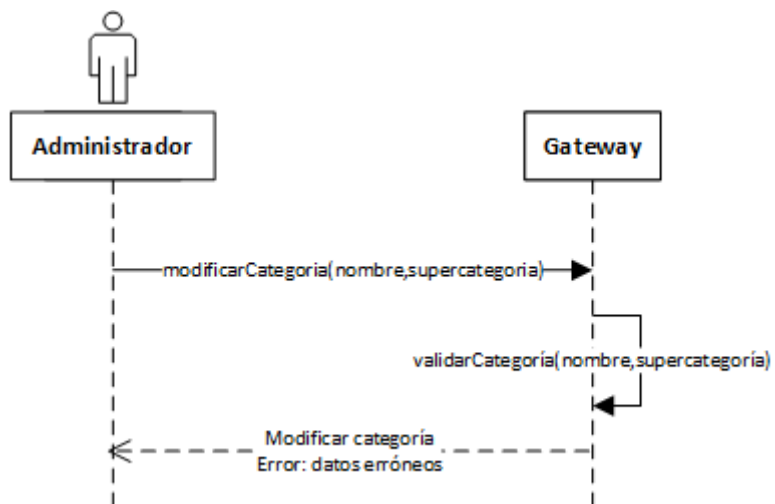 Administrador
Gateway
modificarCategoria(nombre,supercategoria)
validarCategoría(nombre,supercategoría)
Modificar categoría
Error: datos erróneos